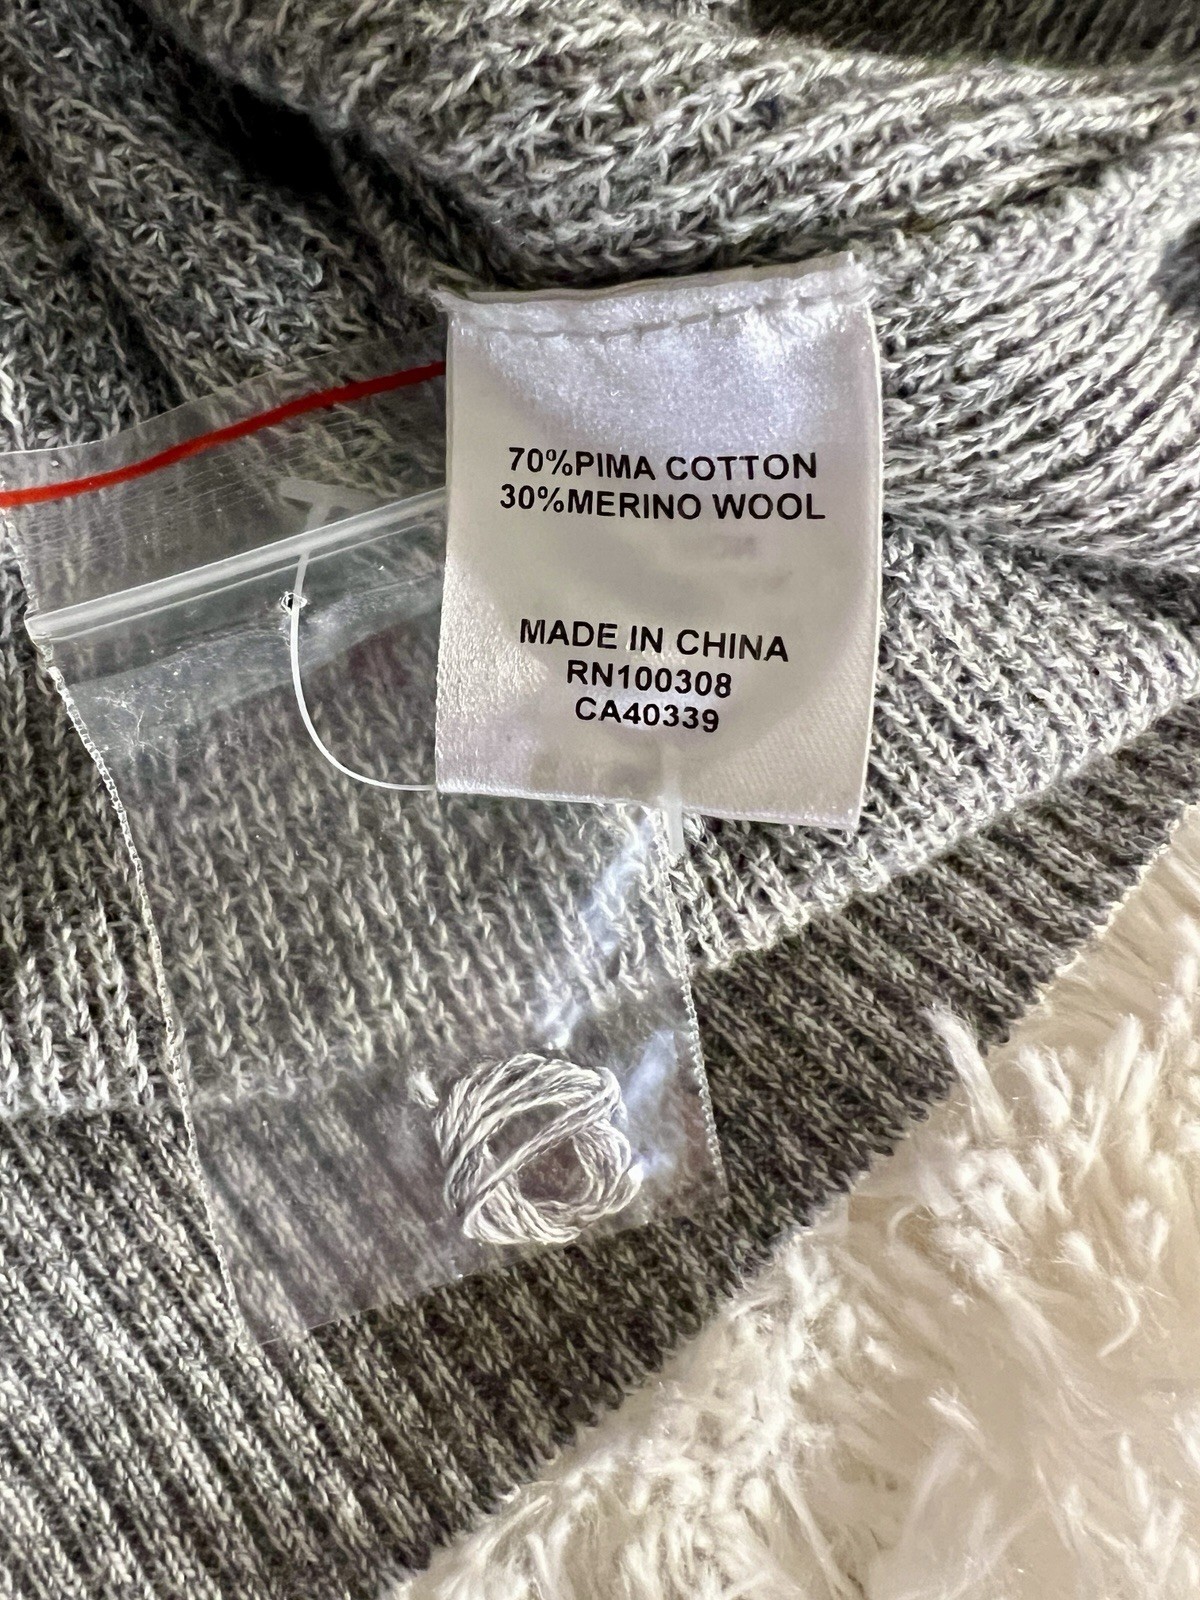 70%PIMA COTTON
30%MERINO WOOL
MADE IN CHINA
RN100308
CA40339